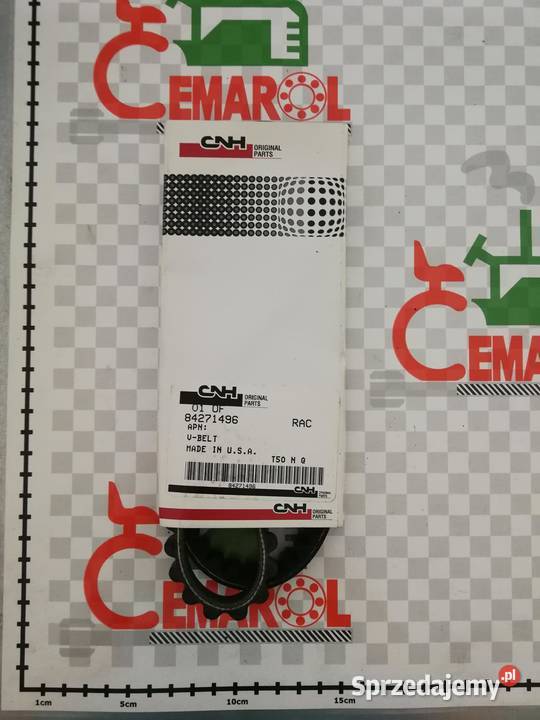 CEMAROL
CNH ORIGINAL PARTS
CEMAROL
CNH ORIGINAL PARTS
01 OF
84271496 RAC
APN:
V-BELT
MADE IN U.S.A.
T50 N Q
84271496
CNH
CNH ORIGINAL PARTS
CEMAROL
1cm 5cm 10cm 15cm
Sprzedajemy.pl